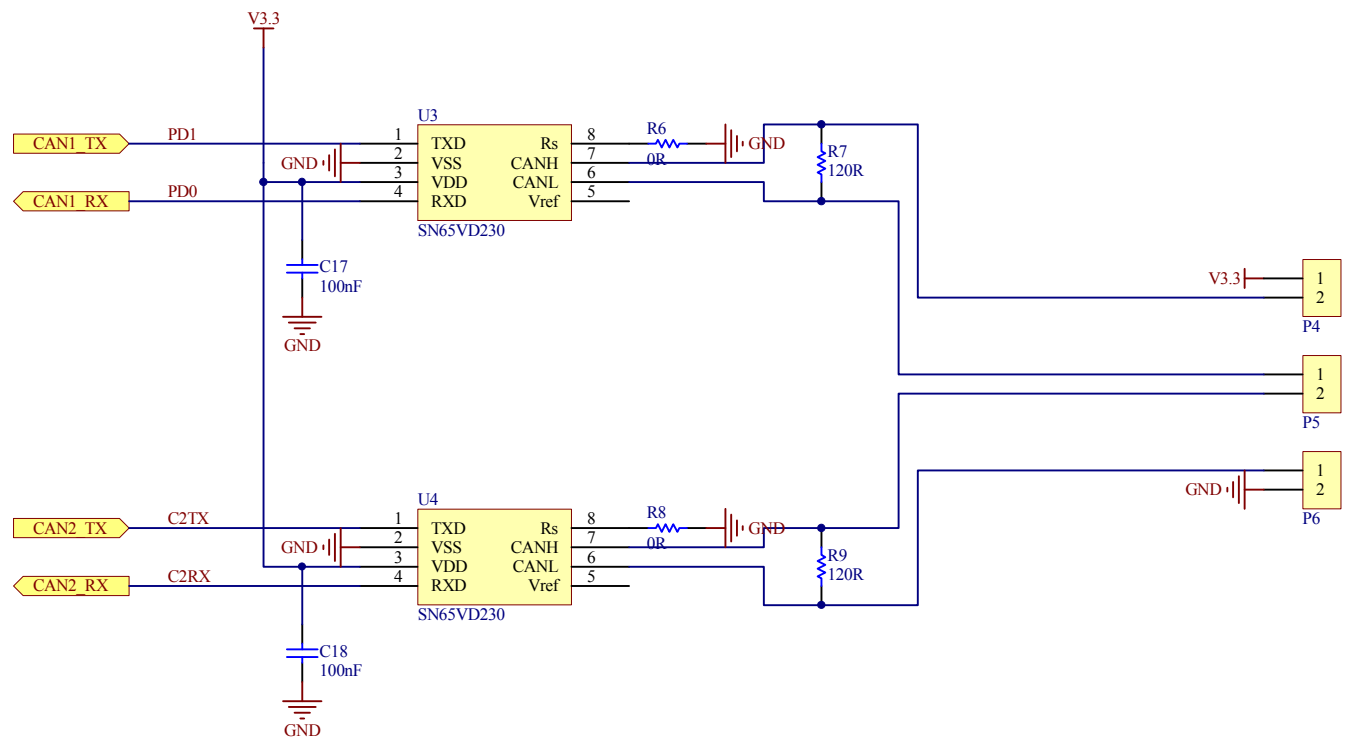 V3.3
U3
CAN1_TX
PD1
1
TXD
Rs
8
R6
0R
GND
GND
2
VSS
CANH
7
R7
120R
3
VDD
CANL
6
CAN1_RX
PD0
4
RXD
Vref
5
SN65VD230
C17
100nF
GND
V3.3
1
2
P4
1
2
P5
1
2
GND
P6
U4
CAN2_TX
C2TX
1
TXD
Rs
8
R8
0R
GND
GND
2
VSS
CANH
7
R9
120R
3
VDD
CANL
6
CAN2_RX
C2RX
4
RXD
Vref
5
SN65VD230
C18
100nF
GND